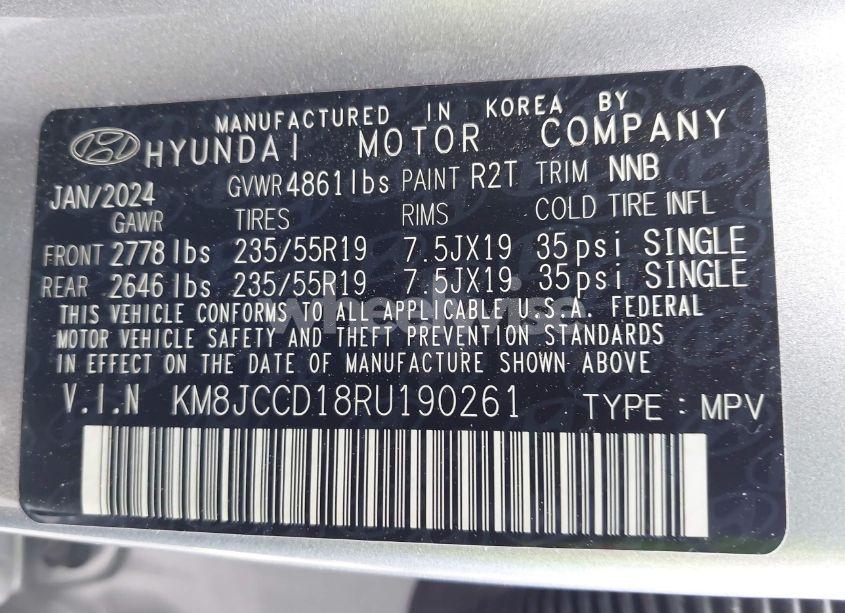 MANUFACTURED IN KOREA BY
HYUNDAI MOTOR COMPANY
JAN/2024 GVWR 4861lbs PAINT R2T TRIM NNB
GAWR TIRES RIMS COLD TIRE INFL
FRONT 2778 lbs 235/55R19 7.5JX19 35psi SINGLE
REAR 2646 lbs 235/55R19 7.5JX19 35psi SINGLE
THIS VEHICLE CONFORMS TO ALL APPLICABLE U.S.A. FEDERAL
MOTOR VEHICLE SAFETY AND THEFT PREVENTION STANDARDS
IN EFFECT ON THE DATE OF MANUFACTURE SHOWN ABOVE
V.I.N KM8JCCD18RU190261 TYPE : MPV